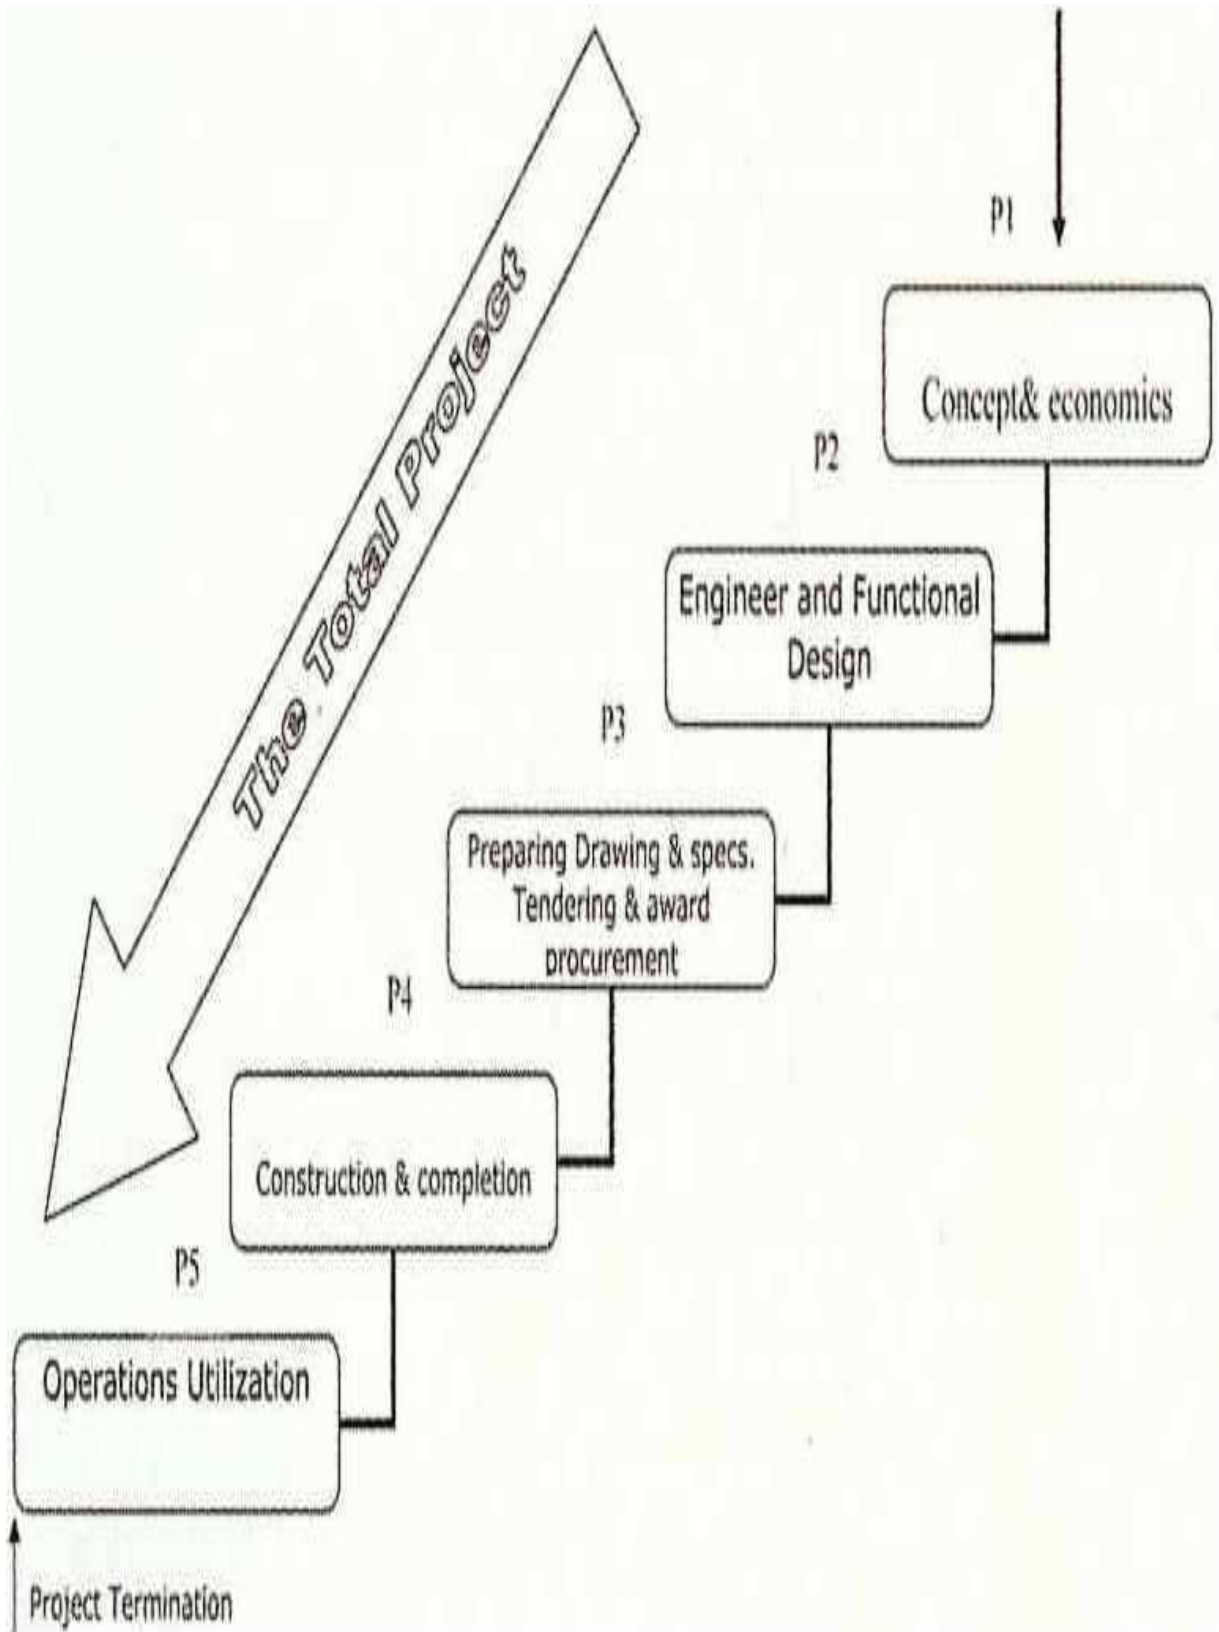 The Total Project
P1
Concept& economics
P2
Engineer and Functional
Design
P3
Preparing Drawing & specs.
Tendering & award
procurement
P4
Construction & completion
P5
Operations Utilization
Project Termination